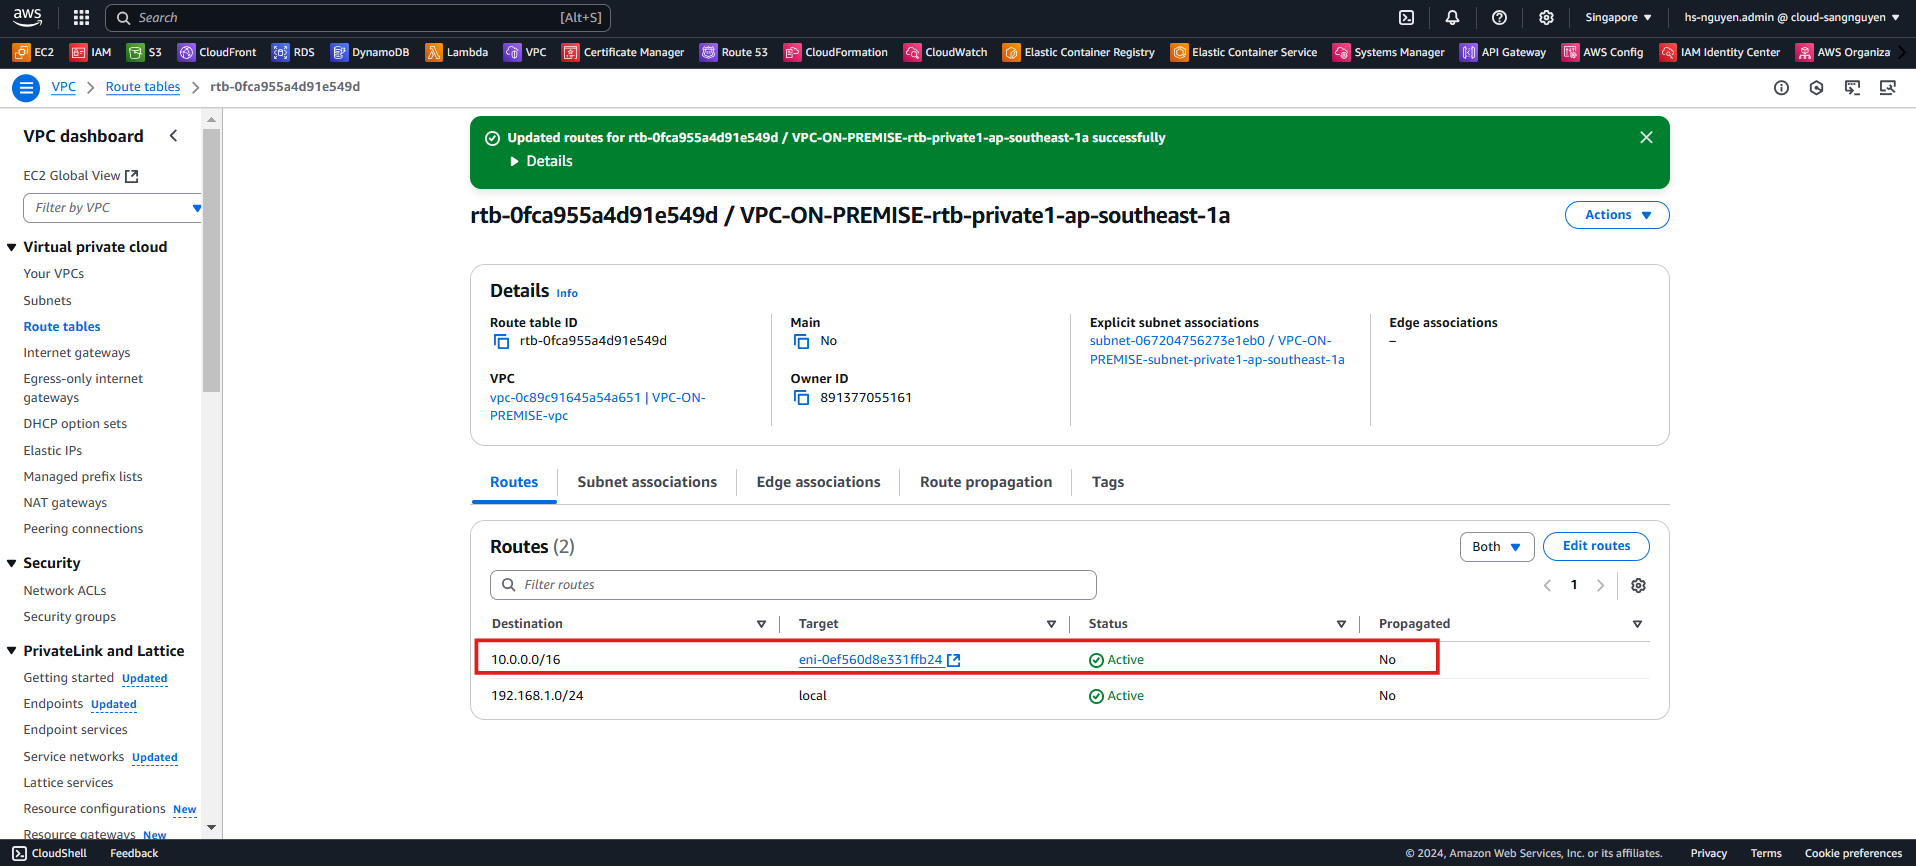 aws
Search [Alt+S]
Singapore
hs-nguyen.admin @ cloud-sangnguyen
EC2 IAM S3 CloudFront RDS DynamoDB Lambda VPC Certificate Manager Route 53 CloudFormation CloudWatch Elastic Container Registry Elastic Container Service Systems Manager API Gateway AWS Config IAM Identity Center AWS Organiza
VPC Route tables rtb-0fca955a4d91e549d
VPC dashboard
EC2 Global View
Filter by VPC
Virtual private cloud
Your VPCs
Subnets
Route tables
Internet gateways
Egress-only internet
gateways
DHCP option sets
Elastic IPs
Managed prefix lists
NAT gateways
Peering connections
Security
Network ACLs
Security groups
PrivateLink and Lattice
Getting started Updated
Endpoints Updated
Endpoint services
Service networks Updated
Lattice services
Resource configurations New
Resource gateways New
Updated routes for rtb-0fca955a4d91e549d / VPC-ON-PREMISE-rtb-private1-ap-southeast-1a successfully
Details
rtb-0fca955a4d91e549d / VPC-ON-PREMISE-rtb-private1-ap-southeast-1a
Actions
Details Info
Route table ID
rtb-0fca955a4d91e549d
VPC
vpc-0c89c91645a54a651 | VPC-ON-
PREMISE-vpc
Main
No
Owner ID
891377055161
Explicit subnet associations
subnet-067204756273e1eb0 / VPC-ON-
PREMISE-subnet-private1-ap-southeast-1a
Edge associations
–
Routes Subnet associations Edge associations Route propagation Tags
Routes (2)
Both
Edit routes
Filter routes
1
Destination Target Status Propagated
10.0.0.0/16 eni-0ef560d8e331ffb24 Active No
192.168.1.0/24 local Active No
CloudShell Feedback
© 2024, Amazon Web Services, Inc. or its affiliates. Privacy Terms Cookie preferences